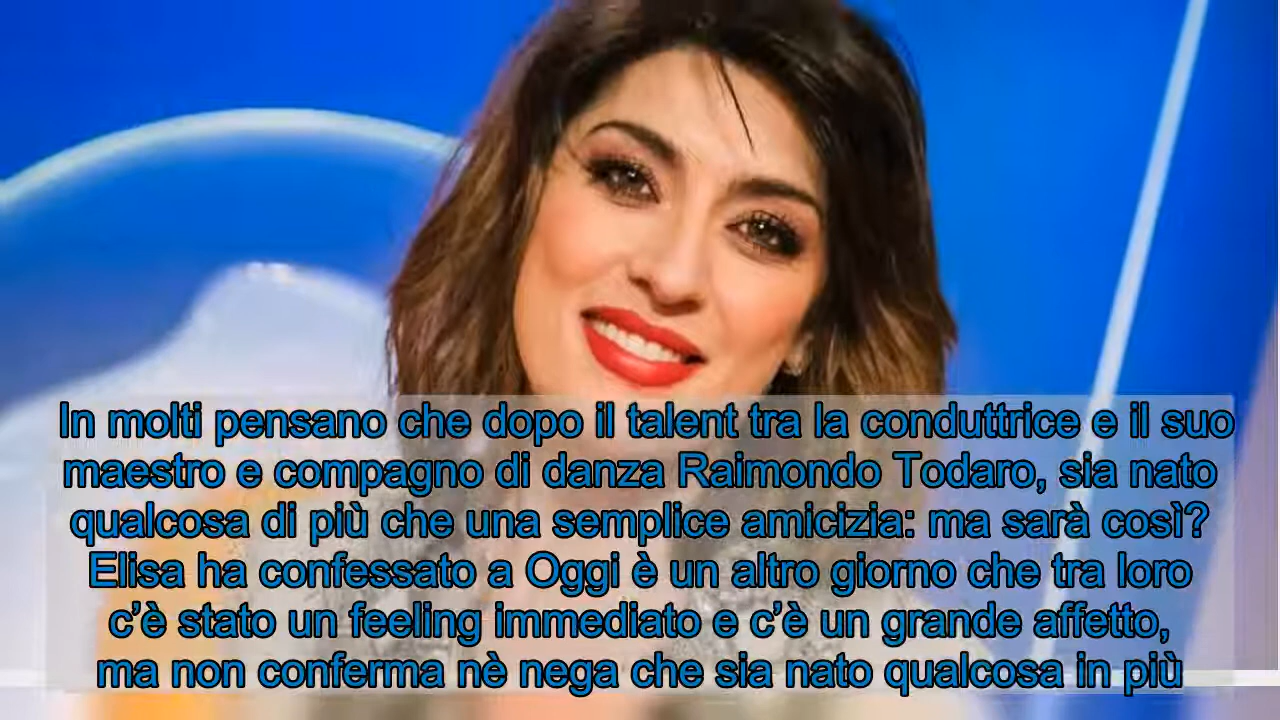 In molti pensano che dopo il talent tra la conduttrice e il suo
maestro e compagno di danza Raimondo Todaro, sia nato
qualcosa di più che una semplice amicizia: ma sarà così?
Elisa ha confessato a Oggi è un altro giorno che tra loro
c’è stato un feeling immediato e c’è un grande affetto,
ma non conferma nè nega che sia nato qualcosa in più